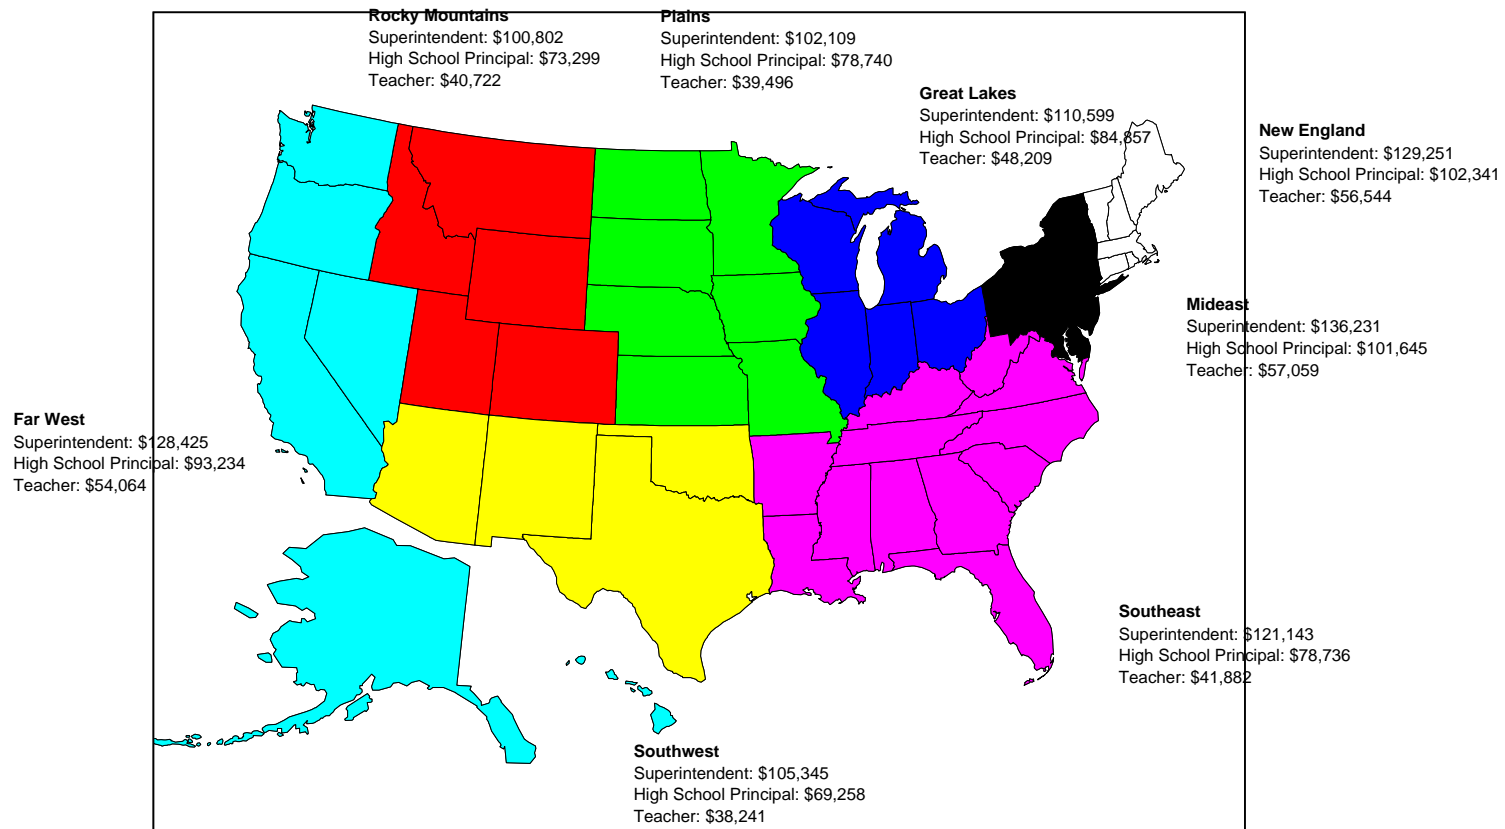 Rocky Mountains
Superintendent: $100,802
High School Principal: $73,299
Teacher: $40,722
Plains
Superintendent: $102,109
High School Principal: $78,740
Teacher: $39,496
Great Lakes
Superintendent: $110,599
High School Principal: $84,857
Teacher: $48,209
New England
Superintendent: $129,251
High School Principal: $102,341
Teacher: $56,544
Mideast
Superintendent: $136,231
High School Principal: $101,645
Teacher: $57,059
Far West
Superintendent: $128,425
High School Principal: $93,234
Teacher: $54,064
Southeast
Superintendent: $121,143
High School Principal: $78,736
Teacher: $41,882
Southwest
Superintendent: $105,345
High School Principal: $69,258
Teacher: $38,241